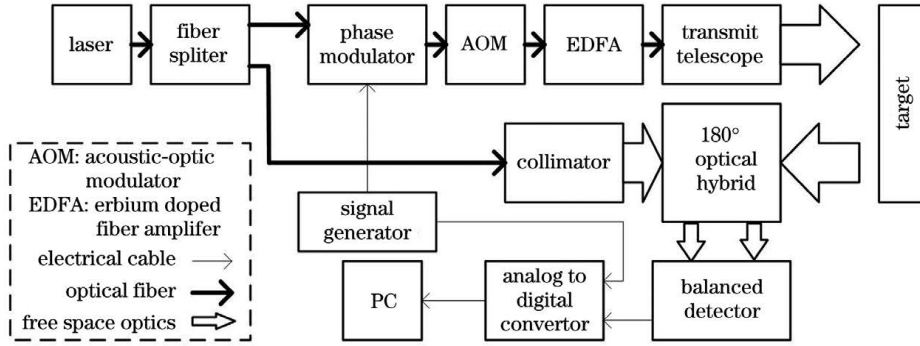 laser
fiber
spliter
phase
modulator
AOM
EDFA
transmit
telescope
target
collimator
180°
optical
hybrid
AOM: acoustic-optic
modulator
EDFA: erbium doped
fiber amplifer
electrical cable
optical fiber
free space optics
signal
generator
PC
analog to
digital
convertor
balanced
detector